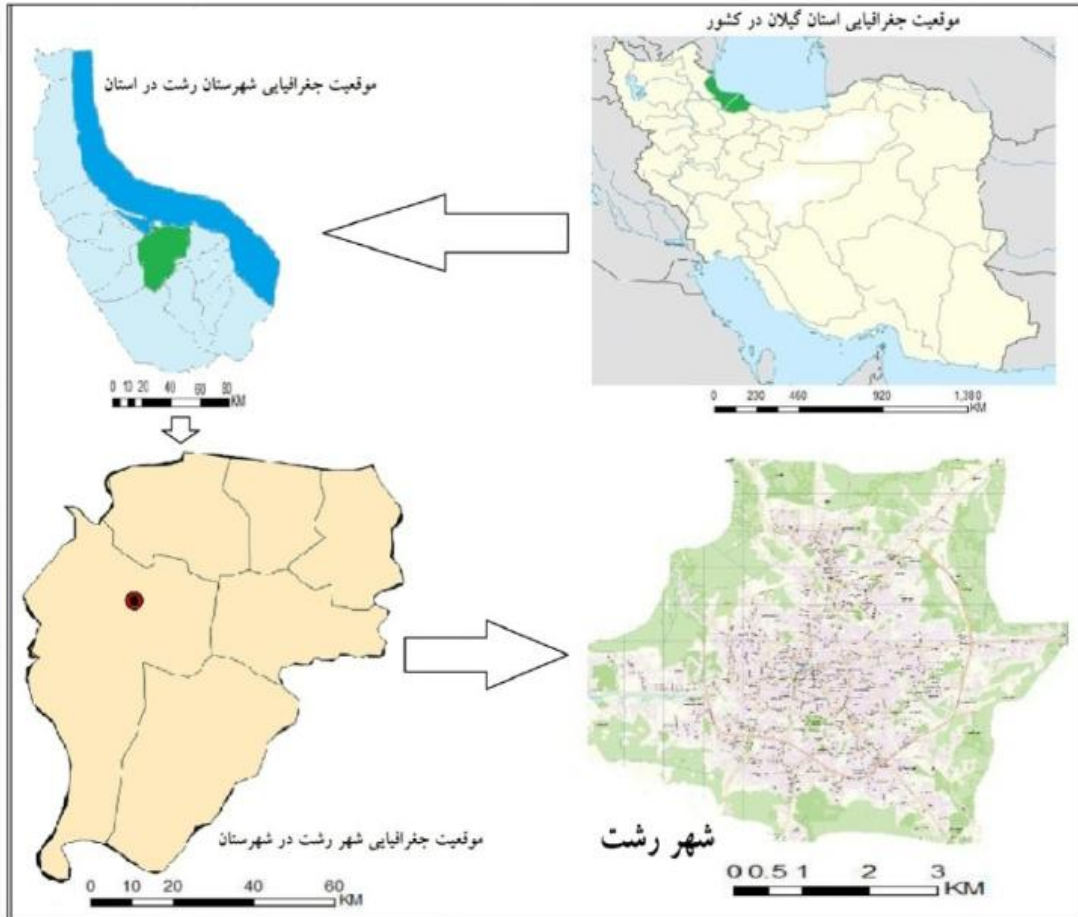 موقعیت جغرافیایی استان گیلان در کشور
0 230 460 920 1,380
KM
موقعیت جغرافیایی شهرستان رشت در استان
0 10 20 40 60 80
KM
موقعیت جغرافیایی شهر رشت در شهرستان
0 10 20 40 60
KM
شهر رشت
0 0.5 1 2 3
KM